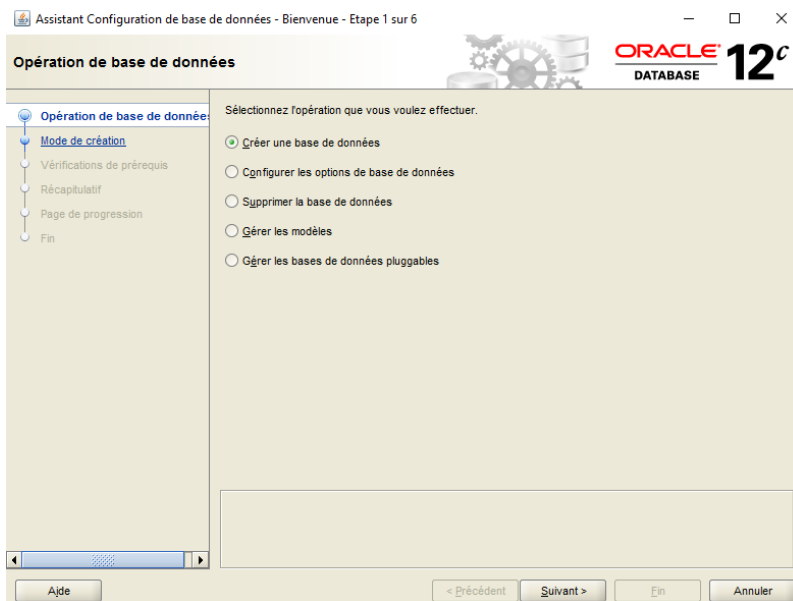 Assistant Configuration de base de données - Bienvenue - Etape 1 sur 6
Opération de base de données
ORACLE
DATABASE
12c
Opération de base de données
Mode de création
Vérifications de prérequis
Récapitulatif
Page de progression
Fin
Sélectionnez l'opération que vous voulez effectuer.
Créer une base de données
Configurer les options de base de données
Supprimer la base de données
Gérer les modèles
Gérer les bases de données pluggables
Aide
< Précédent
Suivant >
Fin
Annuler